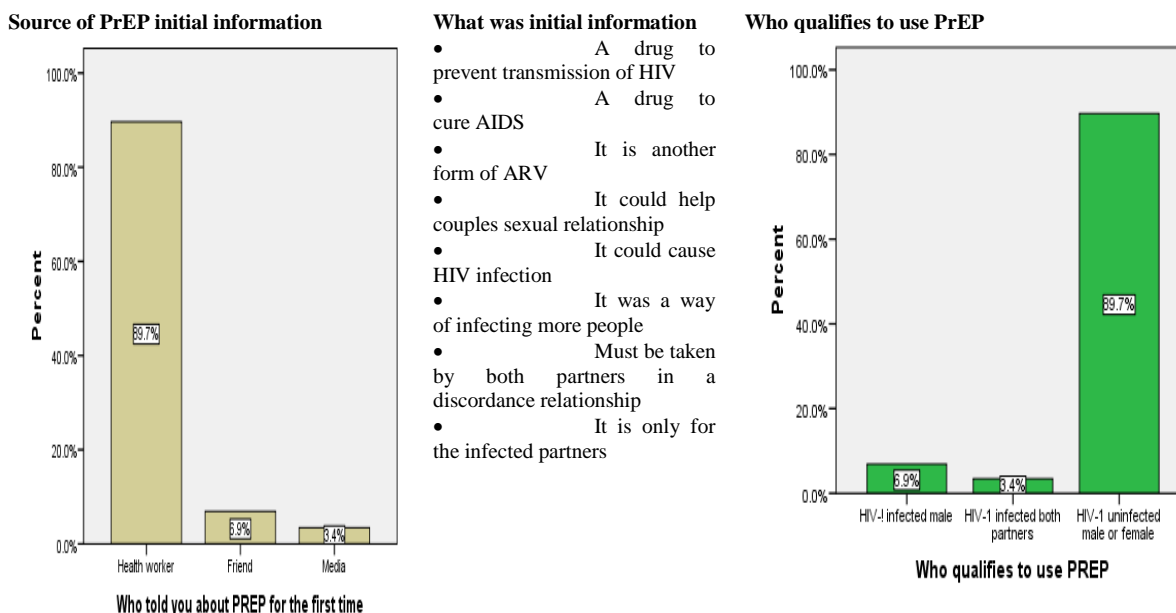 Source of PrEP initial information
100.0%
80.0%
60.0%
40.0%
20.0%
0.0%
Percent
89.7%
6.9%
3.4%
Health worker
Friend
Media
Who told you about PREP for the first time
What was initial information
• A drug to
prevent transmission of HIV
• A drug to
cure AIDS
• It is another
form of ARV
• It could help
couples sexual relationship
• It could cause
HIV infection
• It was a way
of infecting more people
• Must be taken
by both partners in a
discordance relationship
• It is only for
the infected partners
Who qualifies to use PrEP
100.0%
80.0%
60.0%
40.0%
20.0%
0.0%
Percent
6.9%
3.4%
89.7%
HIV-I infected male
HIV-1 infected both
partners
HIV-1 uninfected
male or female
Who qualifies to use PREP